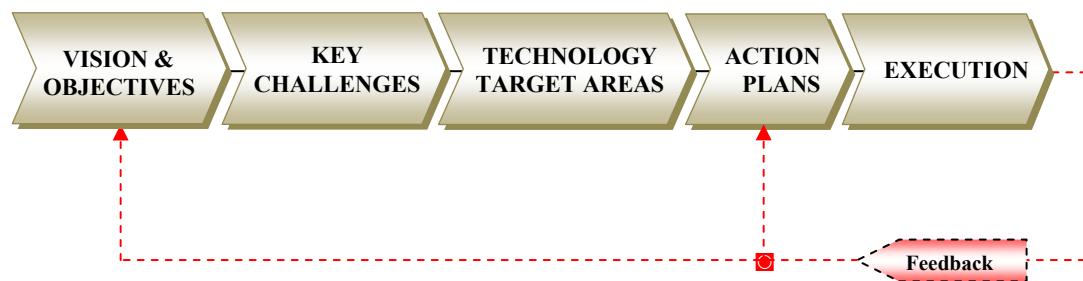 VISION &
OBJECTIVES
KEY
CHALLENGES
TECHNOLOGY
TARGET AREAS
ACTION
PLANS
EXECUTION
Feedback